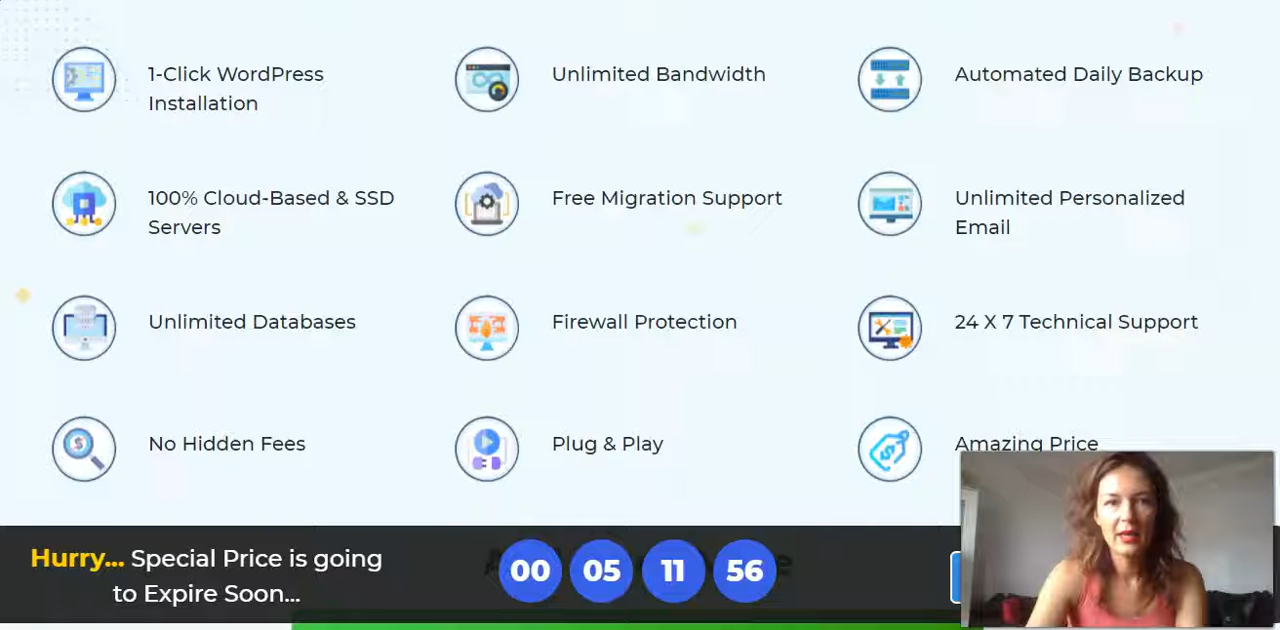 1-Click WordPress
Installation
Unlimited Bandwidth
Automated Daily Backup
100% Cloud-Based & SSD
Servers
Free Migration Support
Unlimited Personalized
Email
Unlimited Databases
Firewall Protection
24 X 7 Technical Support
No Hidden Fees
Plug & Play
Amazing Price
Hurry... Special Price is going
to Expire Soon...
00 05 11 56